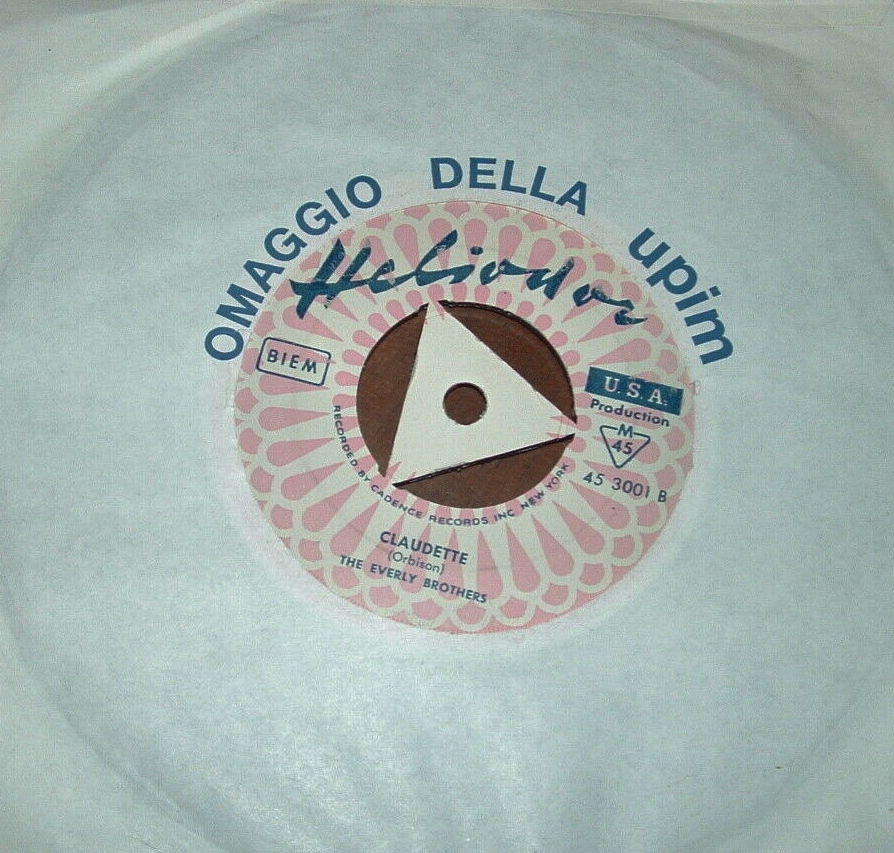 OMAGGIO DELLA upim
Heliodor
BIEM
U.S.A.
Production
M
45
45 3001 B
RECORDED BY CADENCE RECORDS INC NEW YORK
CLAUDETTE
(Orbison)
THE EVERLY BROTHERS